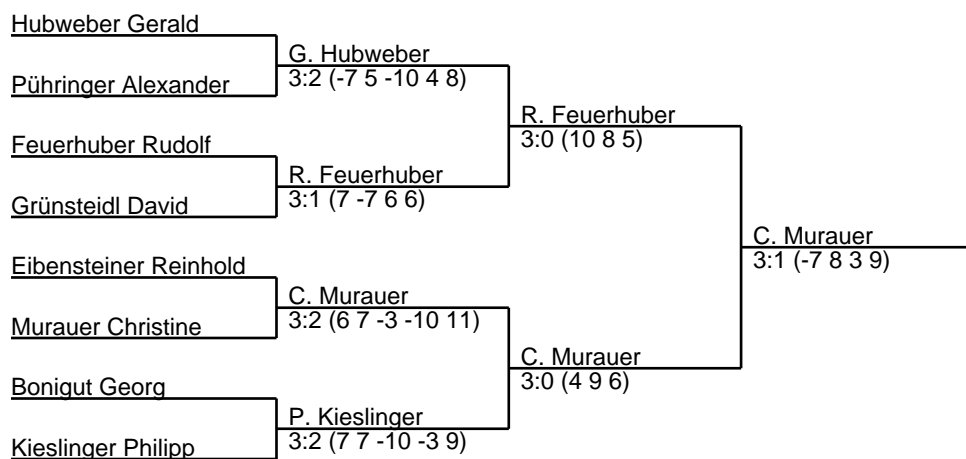 Hubweber Gerald
G. Hubweber
3:2 (-7 5 -10 4 8)
Pühringer Alexander
R. Feuerhuber
3:0 (10 8 5)
Feuerhuber Rudolf
R. Feuerhuber
3:1 (7 -7 6 6)
Grünsteidl David
C. Murauer
3:1 (-7 8 3 9)
Eibensteiner Reinhold
C. Murauer
3:2 (6 7 -3 -10 11)
Murauer Christine
C. Murauer
3:0 (4 9 6)
Bonigut Georg
P. Kieslinger
3:2 (7 7 -10 -3 9)
Kieslinger Philipp